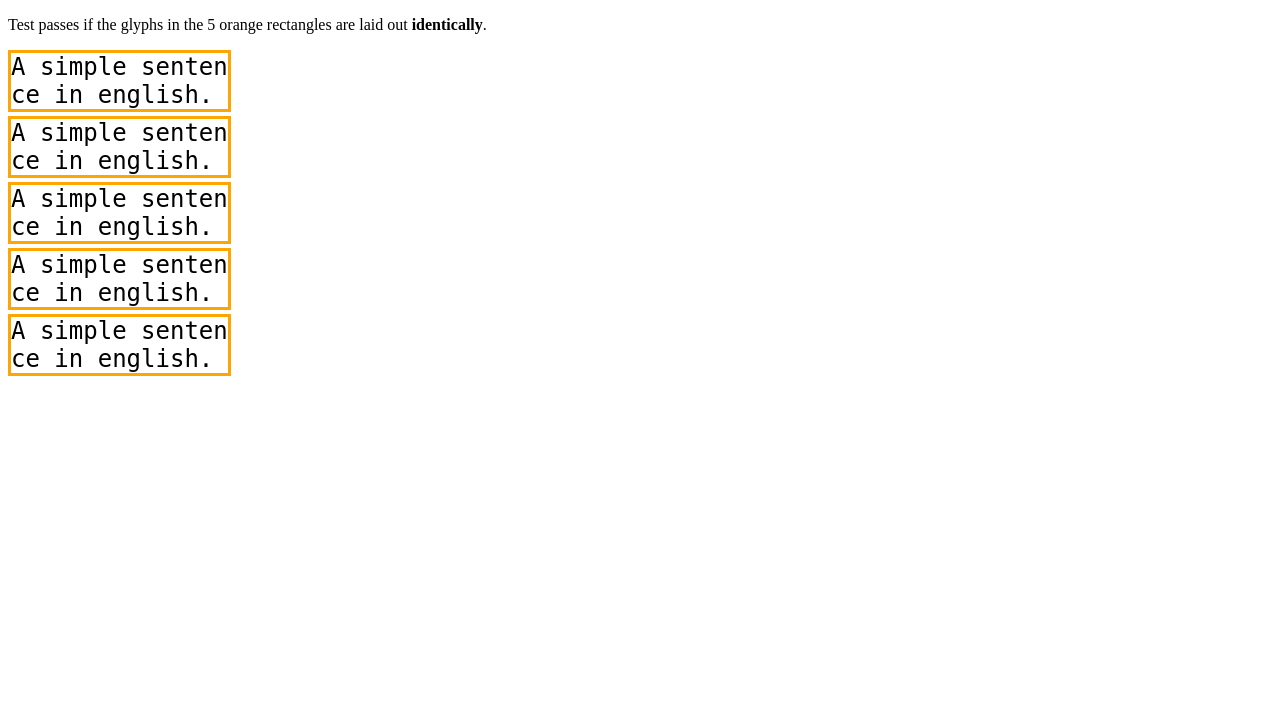 Test passes if the glyphs in the 5 orange rectangles are laid out identically.
A simple senten
ce in english.
A simple senten
ce in english.
A simple senten
ce in english.
A simple senten
ce in english.
A simple senten
ce in english.